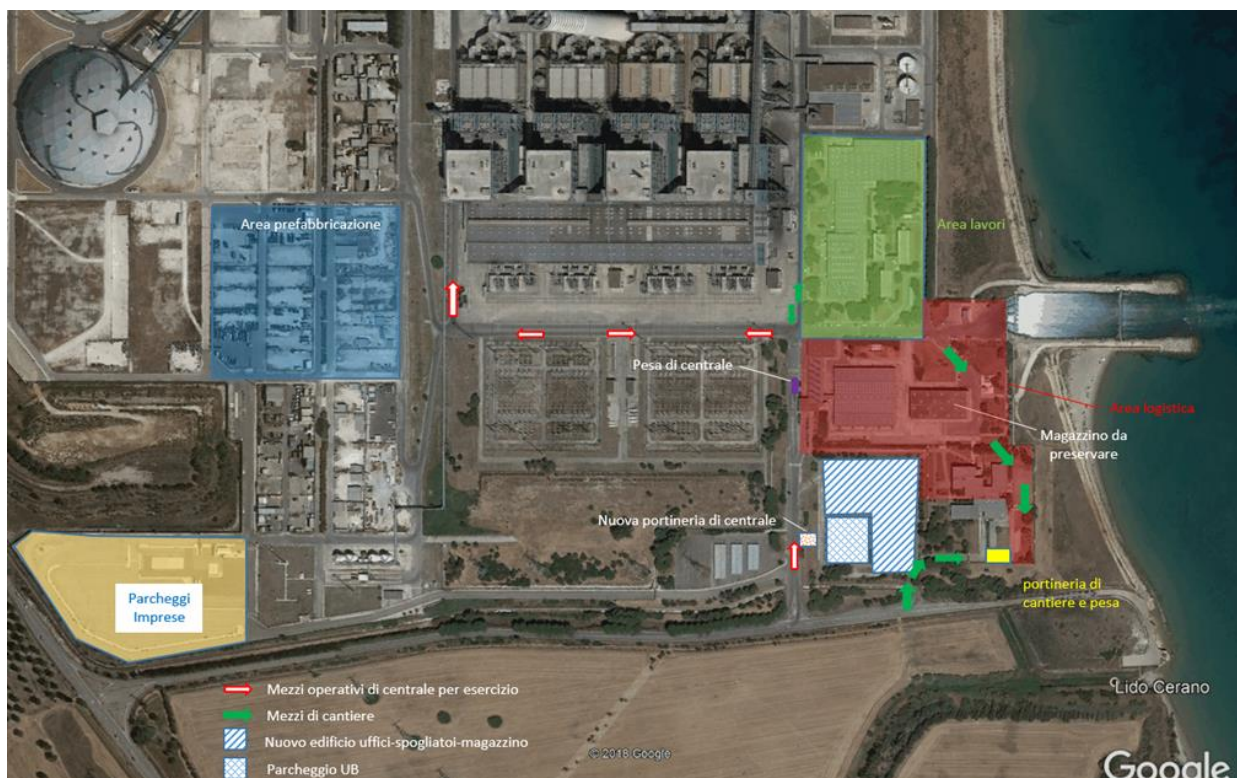 Area prefabbricazione
Area lavori
Pesa di centrale
Area logistica
Magazzino da
preservare
Nuova portineria di centrale
portineria di
cantiere e pesa
Parcheggi
Imprese
Mezzi operativi di centrale per esercizio
Mezzi di cantiere
Nuovo edificio uffici-spogliatoi-magazzino
Parcheggio UB
Lido Cerano
© 2018 Google
Google